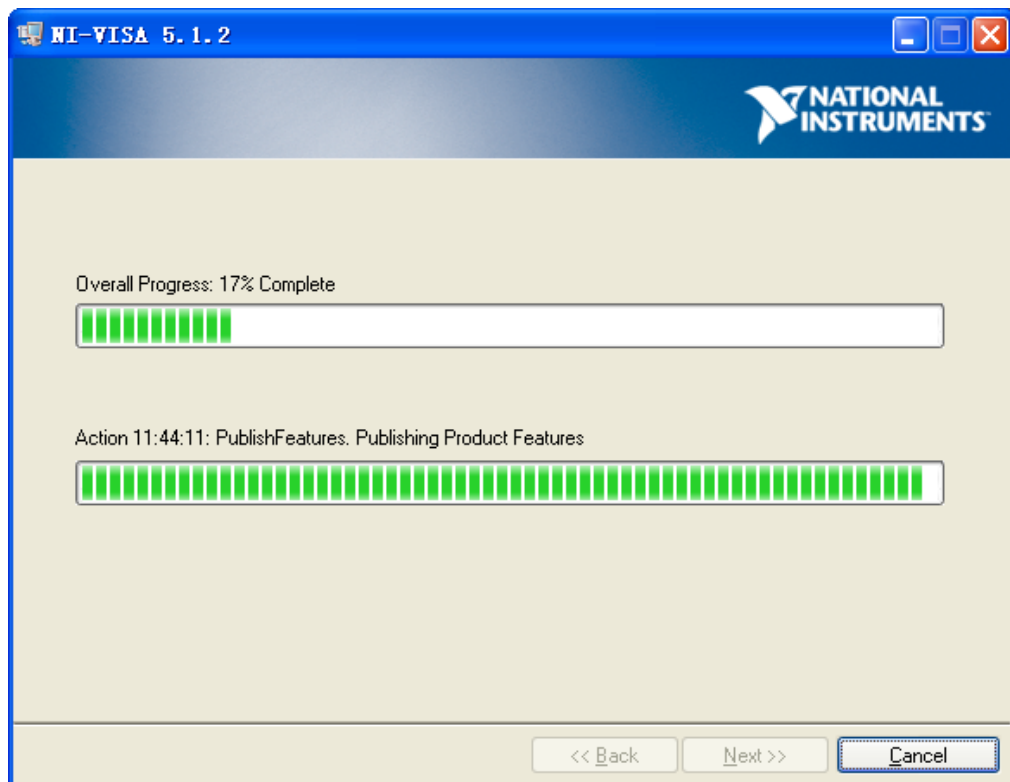 NI-VISA 5.1.2
NATIONAL
INSTRUMENTS
Overall Progress: 17% Complete
Action 11:44:11: PublishFeatures. Publishing Product Features
<< Back
Next >>
Cancel